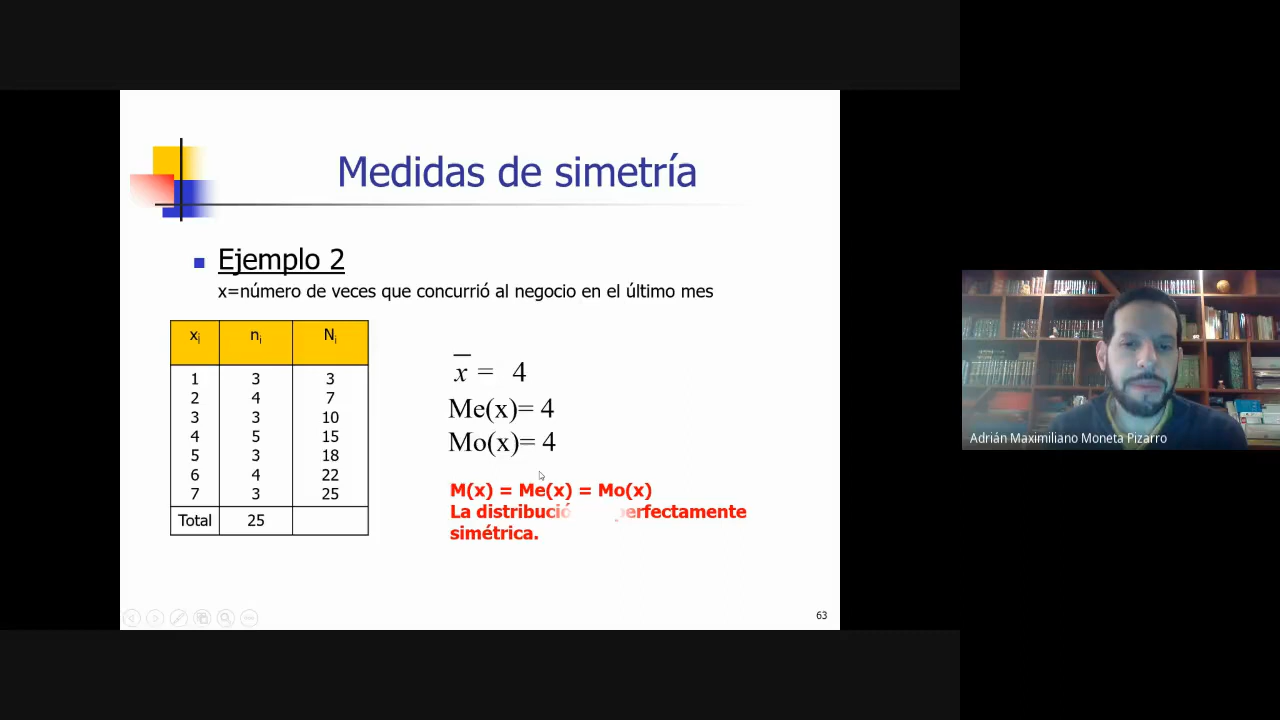 Medidas de simetría
Ejemplo 2
x=número de veces que concurrió al negocio en el último mes
xi ni Ni
1 3 3
2 4 7
3 3 10
4 5 15
5 3 18
6 4 22
7 3 25
Total 25
x = 4
Me(x)= 4
Mo(x)= 4
M(x) = Me(x) = Mo(x)
La perfectamente
simétrica.
63
Adrián Maximiliano Moneta Pizarro